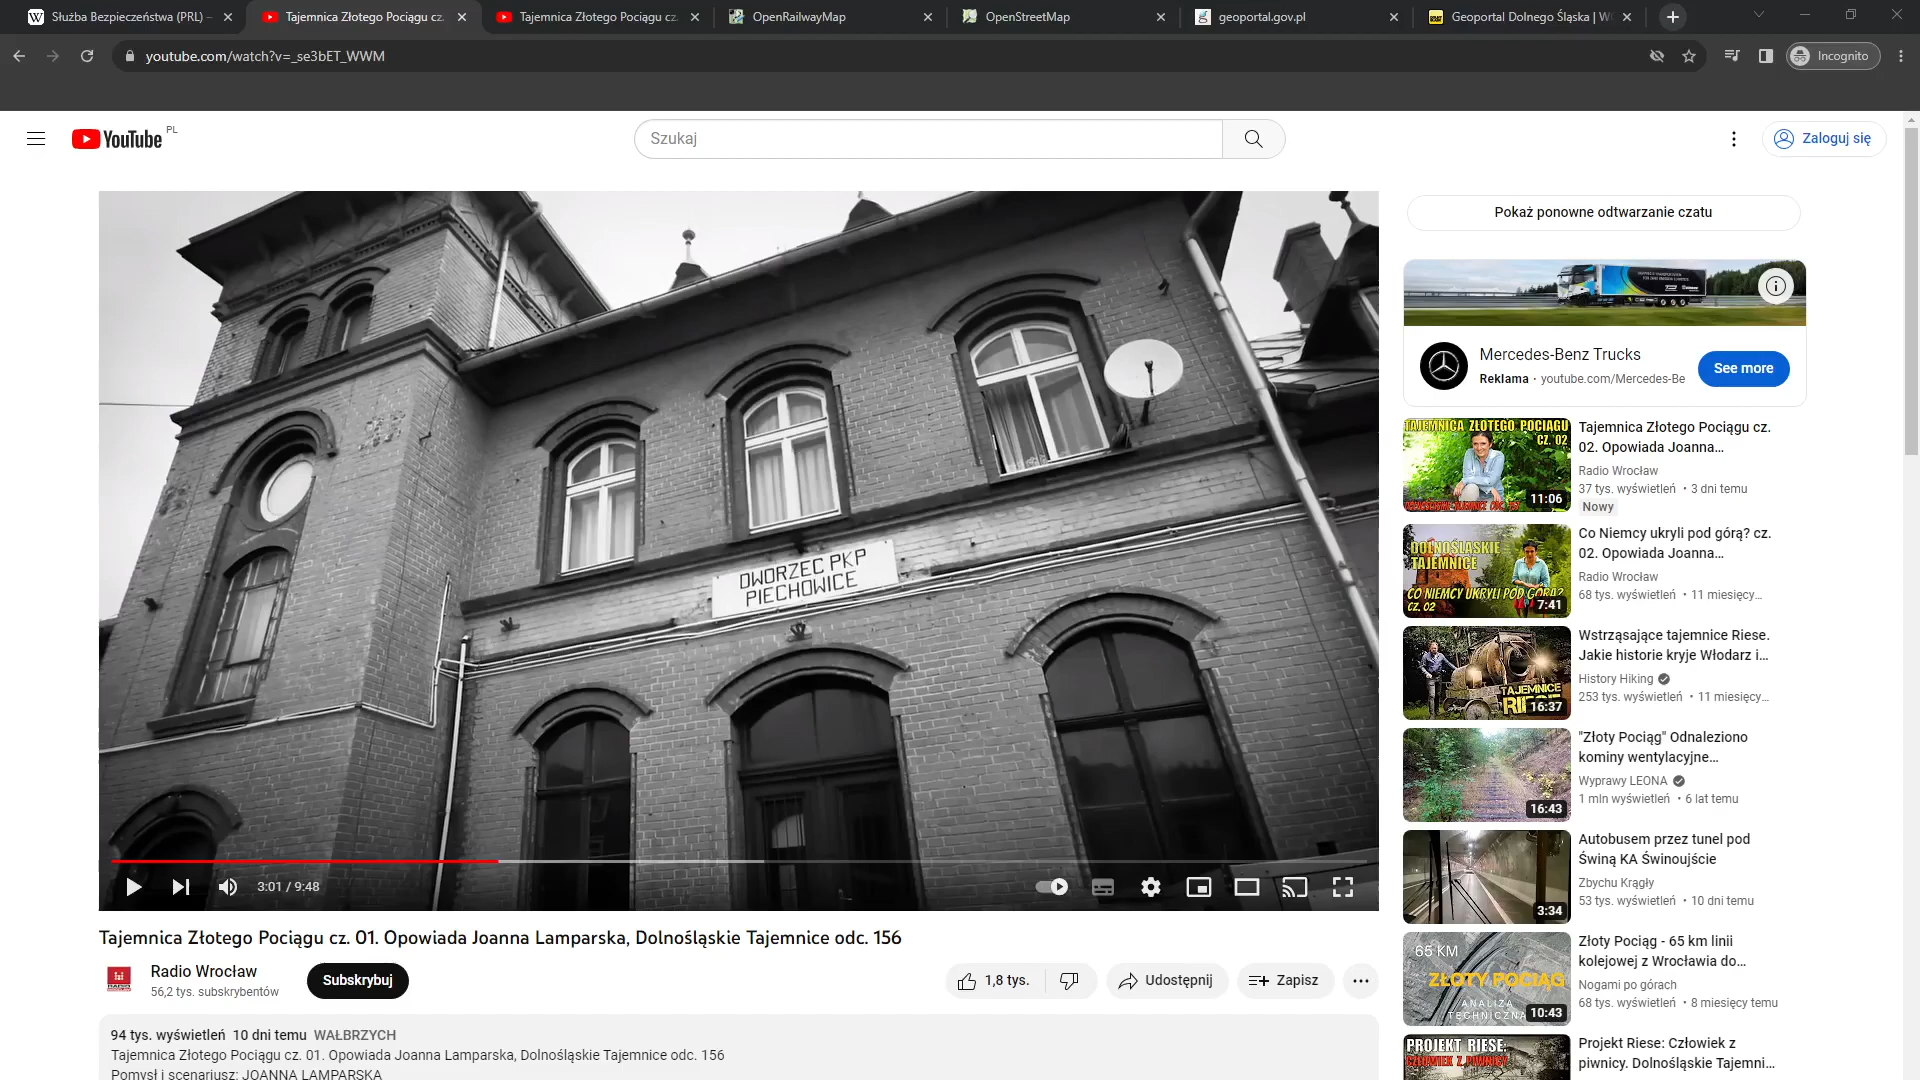 Służba Bezpieczeństwa (PRL) –
Tajemnica Złotego Pociągu cz.
Tajemnica Złotego Pociągu cz.
OpenRailwayMap
OpenStreetMap
geoportal.gov.pl
Geoportal Dolnego Śląska | W
youtube.com/watch?v=_se3bET_WWM
Incognito
YouTube PL
Szukaj
Zaloguj się
DWORZEC PKP
PIECHOWICE
3:01 / 9:48
Tajemnica Złotego Pociągu cz. 01. Opowiada Joanna Lamparska, Dolnośląskie Tajemnice odc. 156
Radio Wrocław
56,2 tys. subskrybentów
Subskrybuj
1,8 tys.
Udostępnij
Zapisz
94 tys. wyświetleń 10 dni temu WAŁBRZYCH
Tajemnica Złotego Pociągu cz. 01. Opowiada Joanna Lamparska, Dolnośląskie Tajemnice odc. 156
Pomysł i scenariusz: JOANNA LAMPARSKA
Pokaż ponowne odtwarzanie czatu
Mercedes-Benz Trucks
Reklama · youtube.com/Mercedes-Be
See more
TAJEMNICA ZŁOTEGO POCIĄGU
CZ. 02
11:06
Tajemnica Złotego Pociągu cz.
02. Opowiada Joanna…
Radio Wrocław
37 tys. wyświetleń • 3 dni temu
Nowy
DOLNOŚLĄSKIE
TAJEMNICE
CO NIEMCY UKRYLI POD GÓRĄ?
CZ. 02
7:41
Co Niemcy ukryli pod górą? cz.
02. Opowiada Joanna…
Radio Wrocław
68 tys. wyświetleń • 11 miesięcy…
TAJEMNICE
RIESE
16:37
Wstrząsające tajemnice Riese.
Jakie historie kryje Włodarz i…
History Hiking
253 tys. wyświetleń • 11 miesięcy…
16:43
"Złoty Pociąg" Odnaleziono
kominy wentylacyjne…
Wyprawy LEONA
1 mln wyświetleń • 6 lat temu
3:34
Autobusem przez tunel pod
Świną KA Świnoujście
Zbychu Krągły
53 tys. wyświetleń • 10 dni temu
65 KM
ZŁOTY POCIĄG
ANALIZA
TECHNICZNA
10:43
Złoty Pociąg - 65 km linii
kolejowej z Wrocławia do…
Nogami po górach
68 tys. wyświetleń • 8 miesięcy temu
PROJEKT RIESE:
CZŁOWIEK Z PIWNICY
Projekt Riese: Człowiek z
piwnicy. Dolnośląskie Tajemni…